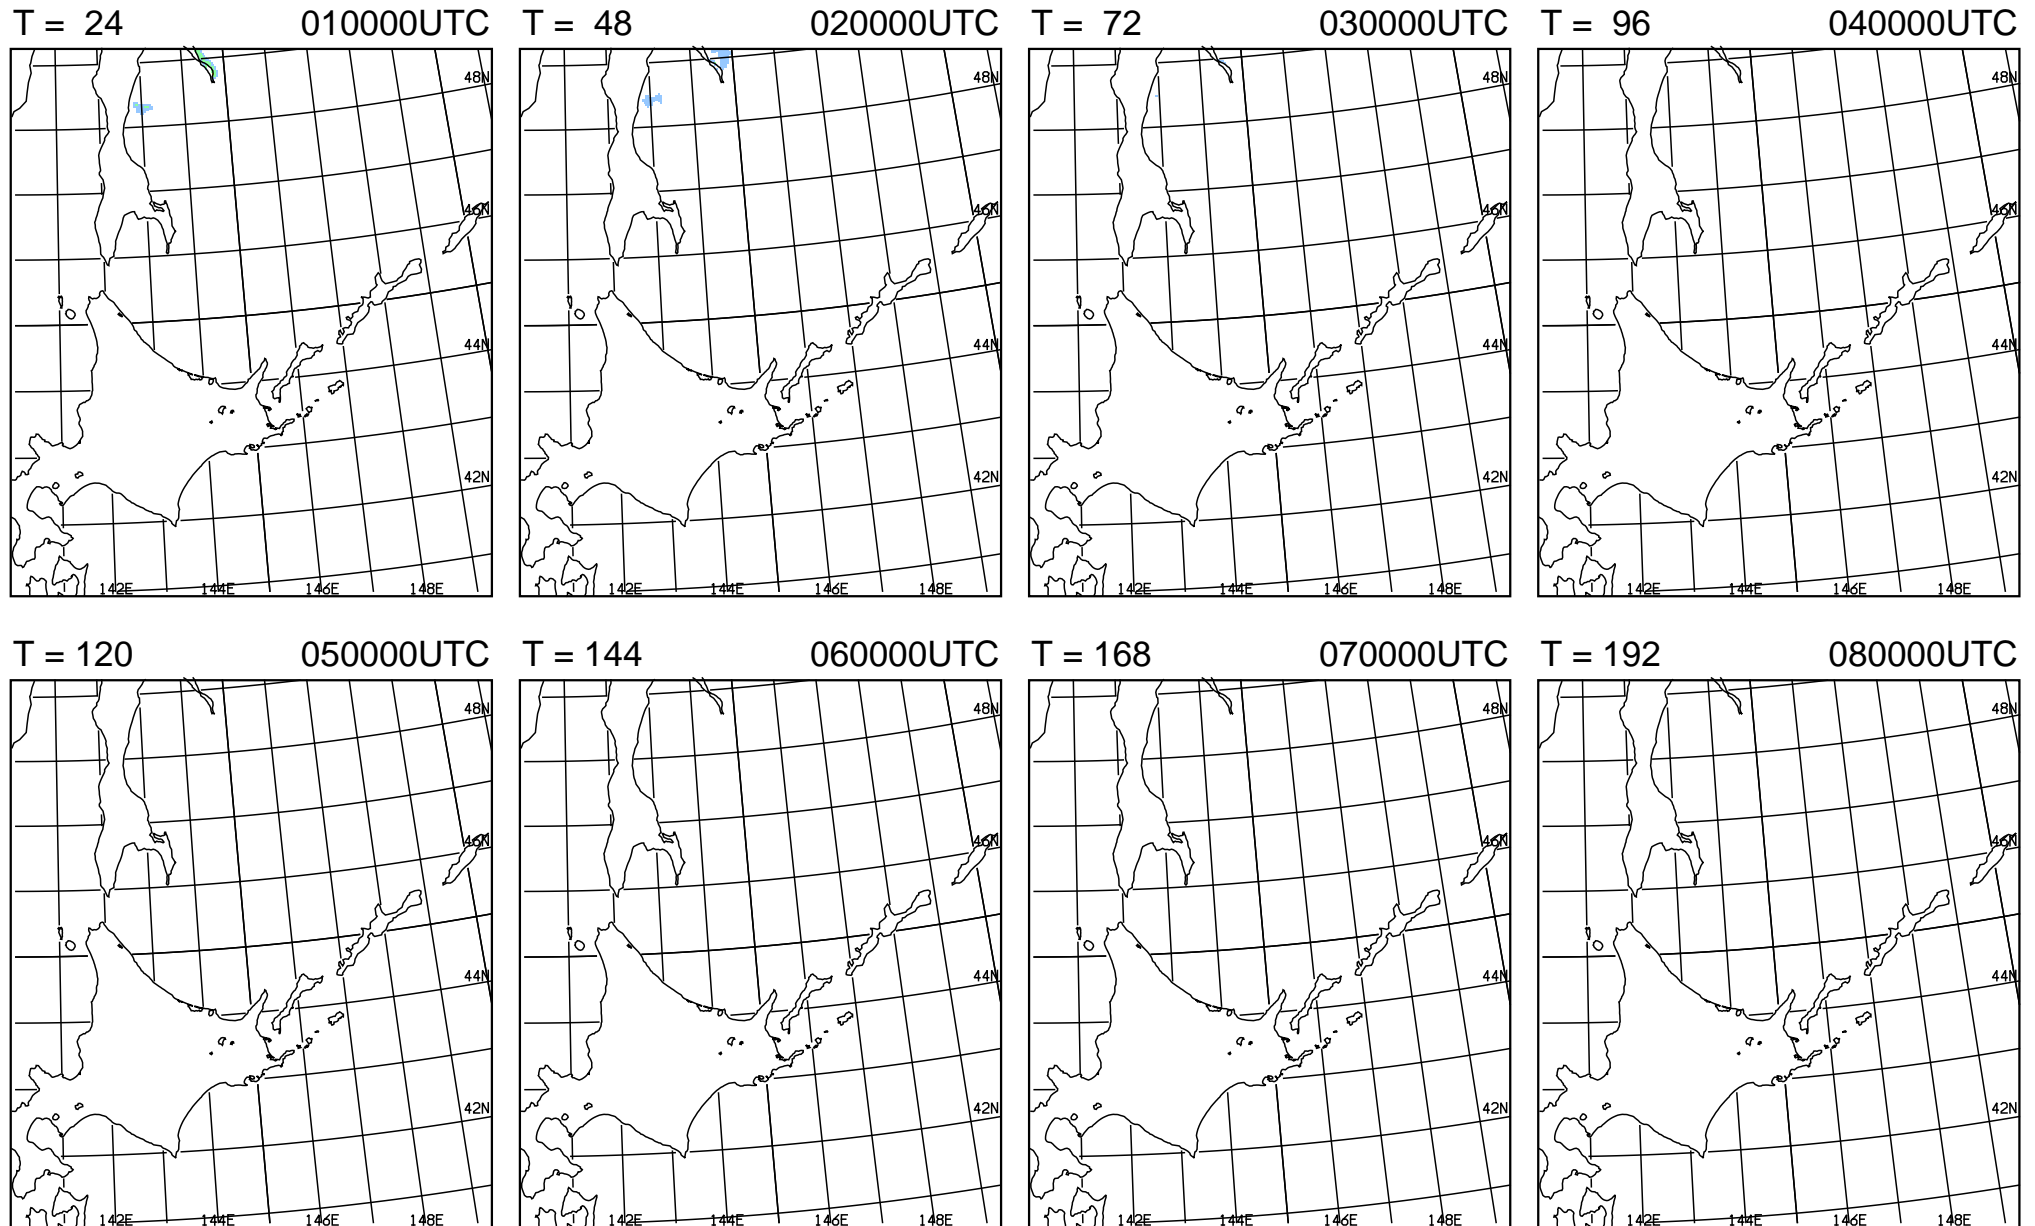 T = 24 010000UTC
T = 48 020000UTC
T = 72 030000UTC
T = 96 040000UTC
48N 48N 48N 48N
46N 46N 46N 46N
44N 44N 44N 44N
42N 42N 42N 42N
142E 144E 146E 148E
142E 144E 146E 148E
142E 144E 146E 148E
142E 144E 146E 148E
T = 120 050000UTC
T = 144 060000UTC
T = 168 070000UTC
T = 192 080000UTC
48N 48N 48N 48N
46N 46N 46N 46N
44N 44N 44N 44N
42N 42N 42N 42N
142E 144E 146E 148E
142E 144E 146E 148E
142E 144E 146E 148E
142E 144E 146E 148E